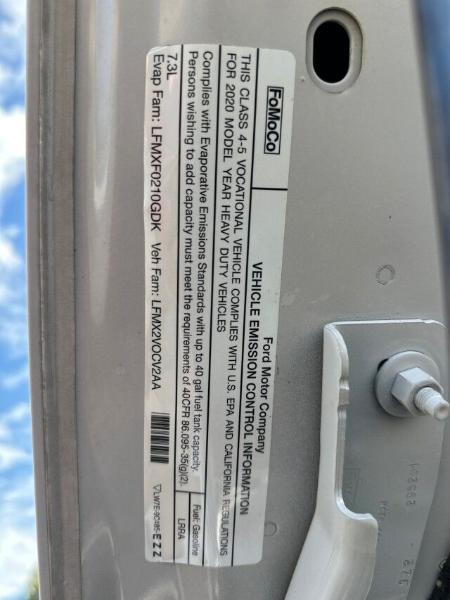 FoMoCo
Ford Motor Company
VEHICLE EMISSION CONTROL INFORMATION
THIS CLASS 4-5 VOCATIONAL VEHICLE COMPLIES WITH U.S. EPA AND CALIFORNIA REGULATIONS
FOR 2020 MODEL YEAR HEAVY DUTY VEHICLES
Fuel: Gasoline
LRRA
Complies with Evaporative Emissions Standards with up to 40 gal fuel tank capacity.
Persons wishing to add capacity must meet the requirements of 40CFR 86.095-35(g)(2).
7.3L
Evap Fam: LFMXF0210GDK Veh Fam: LFMX2VOCV2AA
LW7E-9C485-EZZ